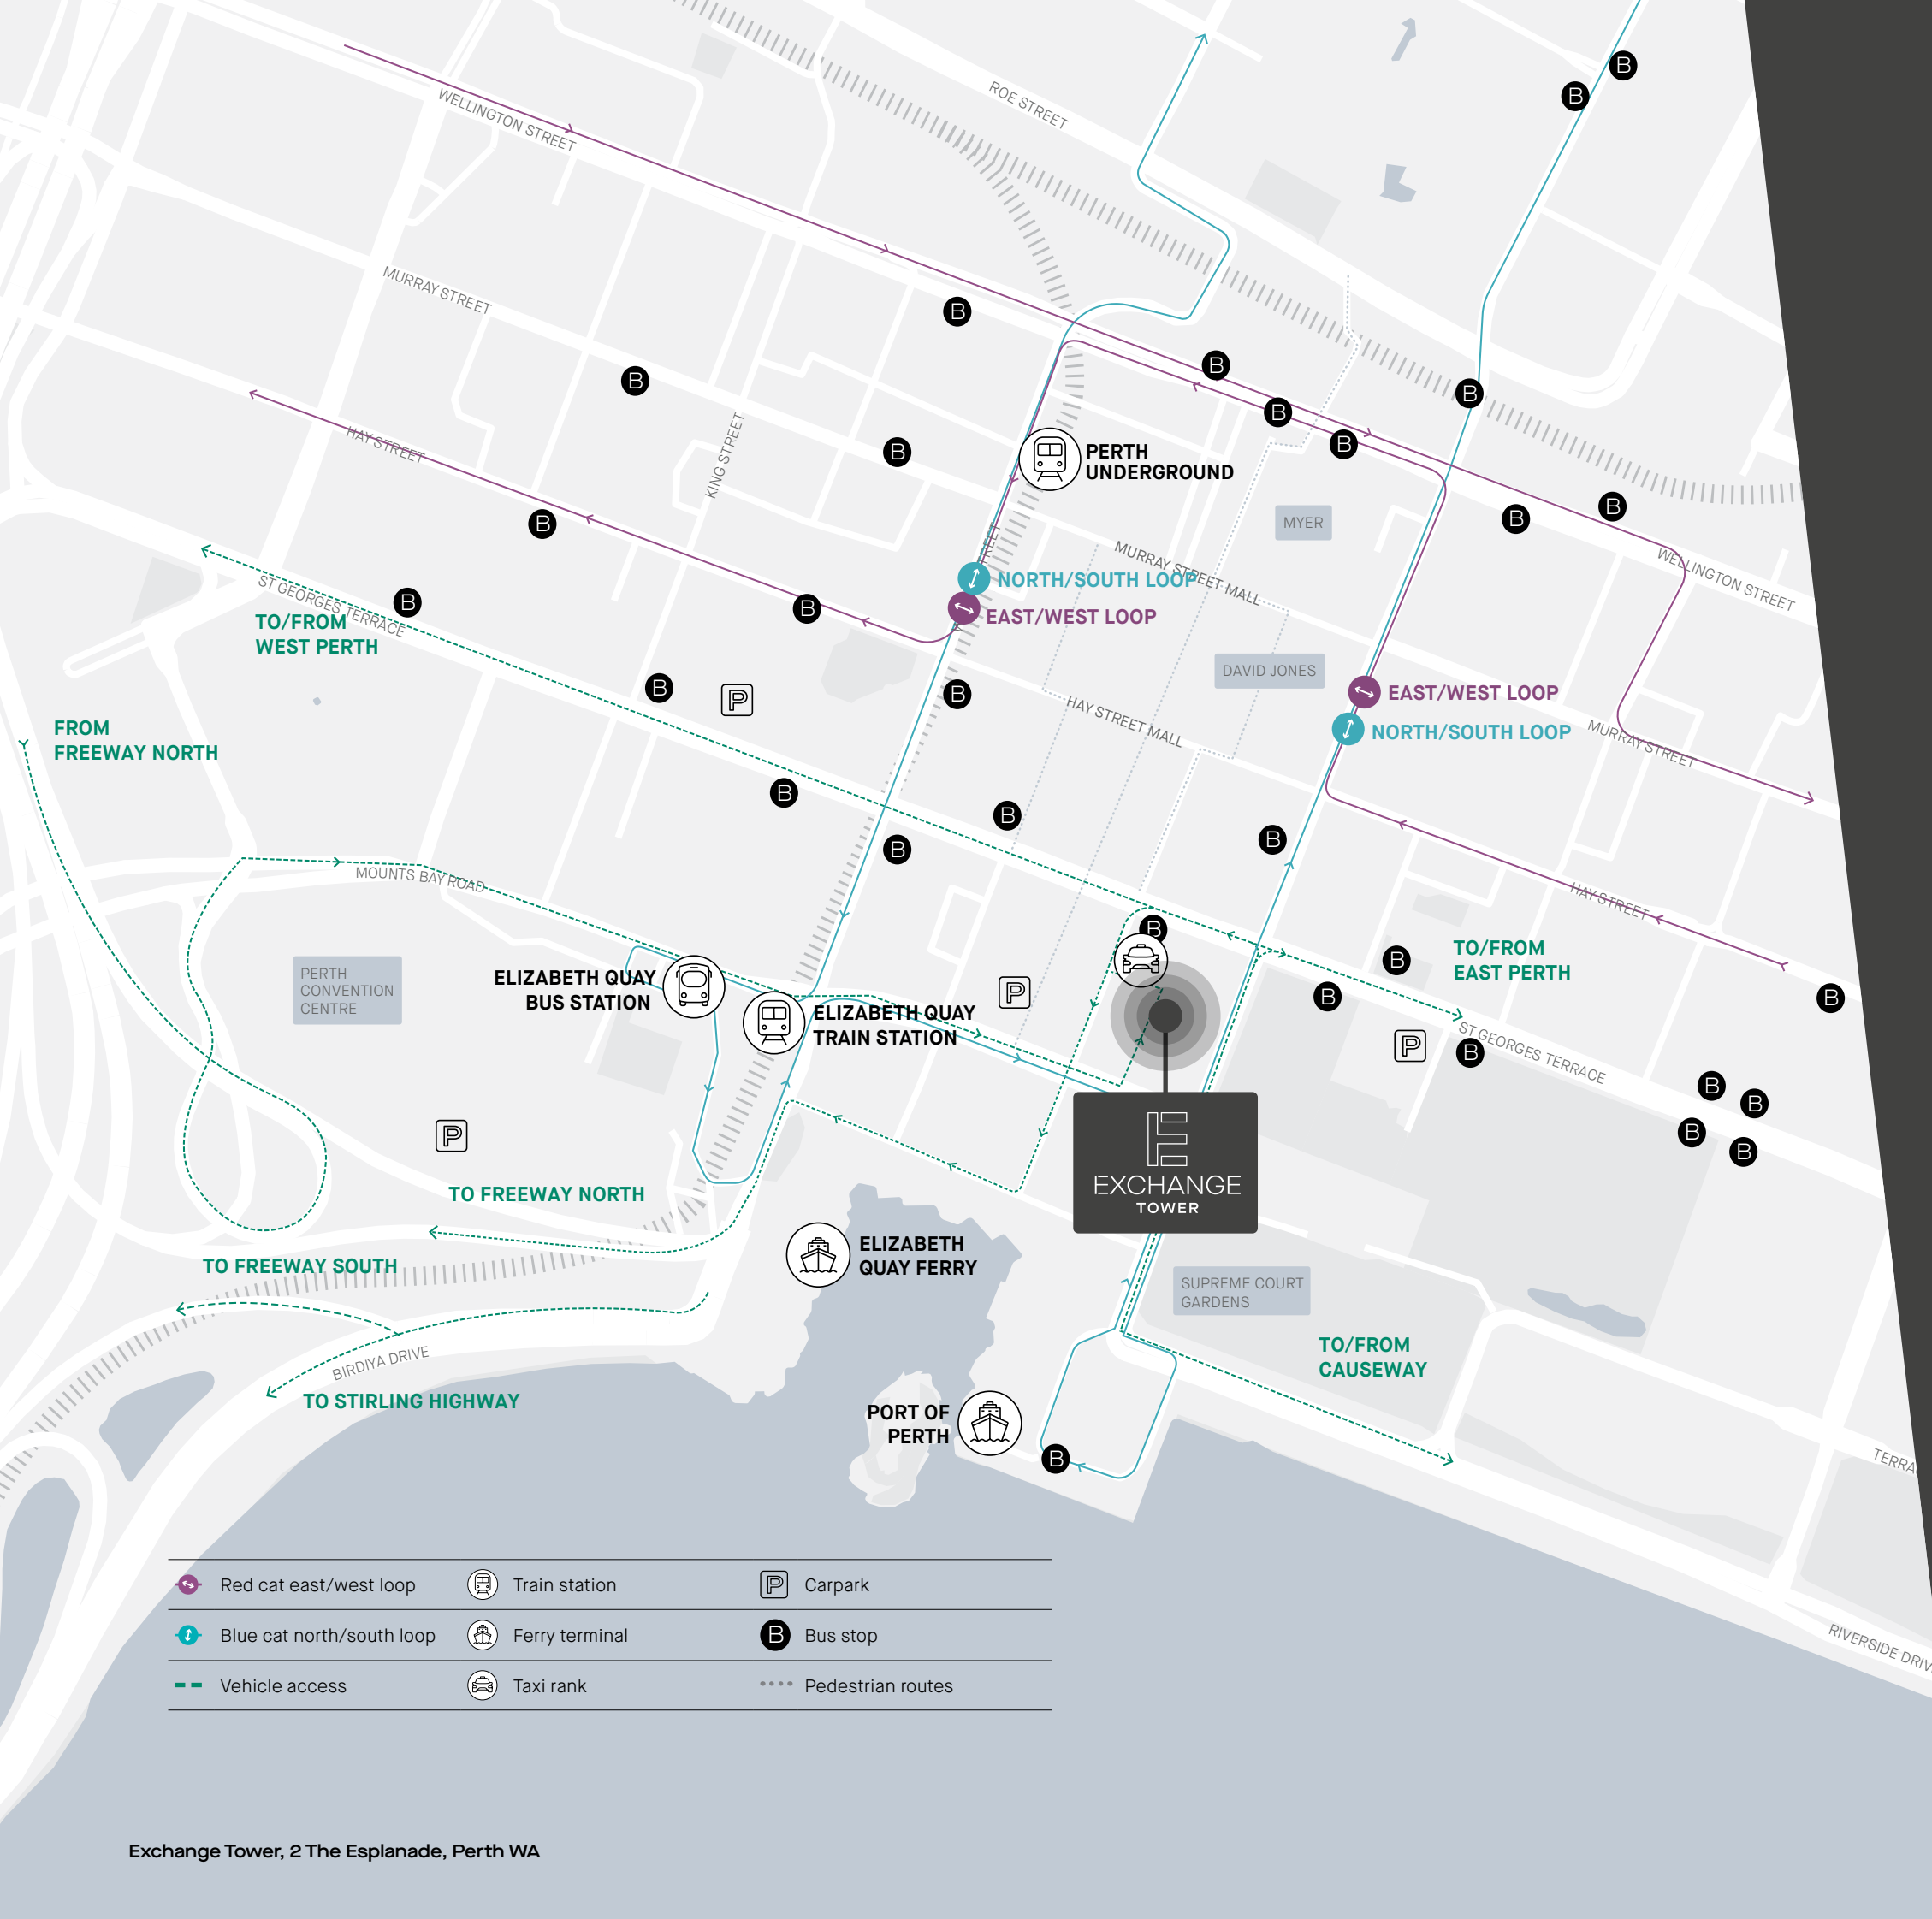 ROE STREET
WELLINGTON STREET
MURRAY STREET
HAY STREET
KING STREET
PERTH
UNDERGROUND
MYER
MURRAY STREET MALL
WELLINGTON STREET
NORTH/SOUTH LOOP
EAST/WEST LOOP
ST GEORGES TERRACE
TO/FROM
WEST PERTH
DAVID JONES
EAST/WEST LOOP
NORTH/SOUTH LOOP
HAY STREET MALL
MURRAY STREET
FROM
FREEWAY NORTH
MOUNTS BAY ROAD
HAY STREET
TO/FROM
EAST PERTH
PERTH
CONVENTION
CENTRE
ELIZABETH QUAY
BUS STATION
ELIZABETH QUAY
TRAIN STATION
ST GEORGES TERRACE
E
EXCHANGE
TOWER
TO FREEWAY NORTH
ELIZABETH
QUAY FERRY
TO FREEWAY SOUTH
SUPREME COURT
GARDENS
TO/FROM
CAUSEWAY
BIRDIYA DRIVE
TO STIRLING HIGHWAY
PORT OF
PERTH
TERRA
RIVERSIDE DRIV
Red cat east/west loop
Train station
P Carpark
Blue cat north/south loop
Ferry terminal
B Bus stop
Vehicle access
Taxi rank
Pedestrian routes
Exchange Tower, 2 The Esplanade, Perth WA